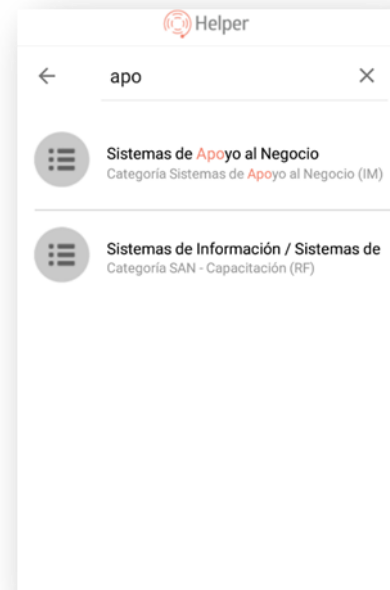 Helper
apo
Sistemas de Apoyo al Negocio
Categoría Sistemas de Apoyo al Negocio (IM)
Sistemas de Información / Sistemas de
Categoría SAN - Capacitación (RF)